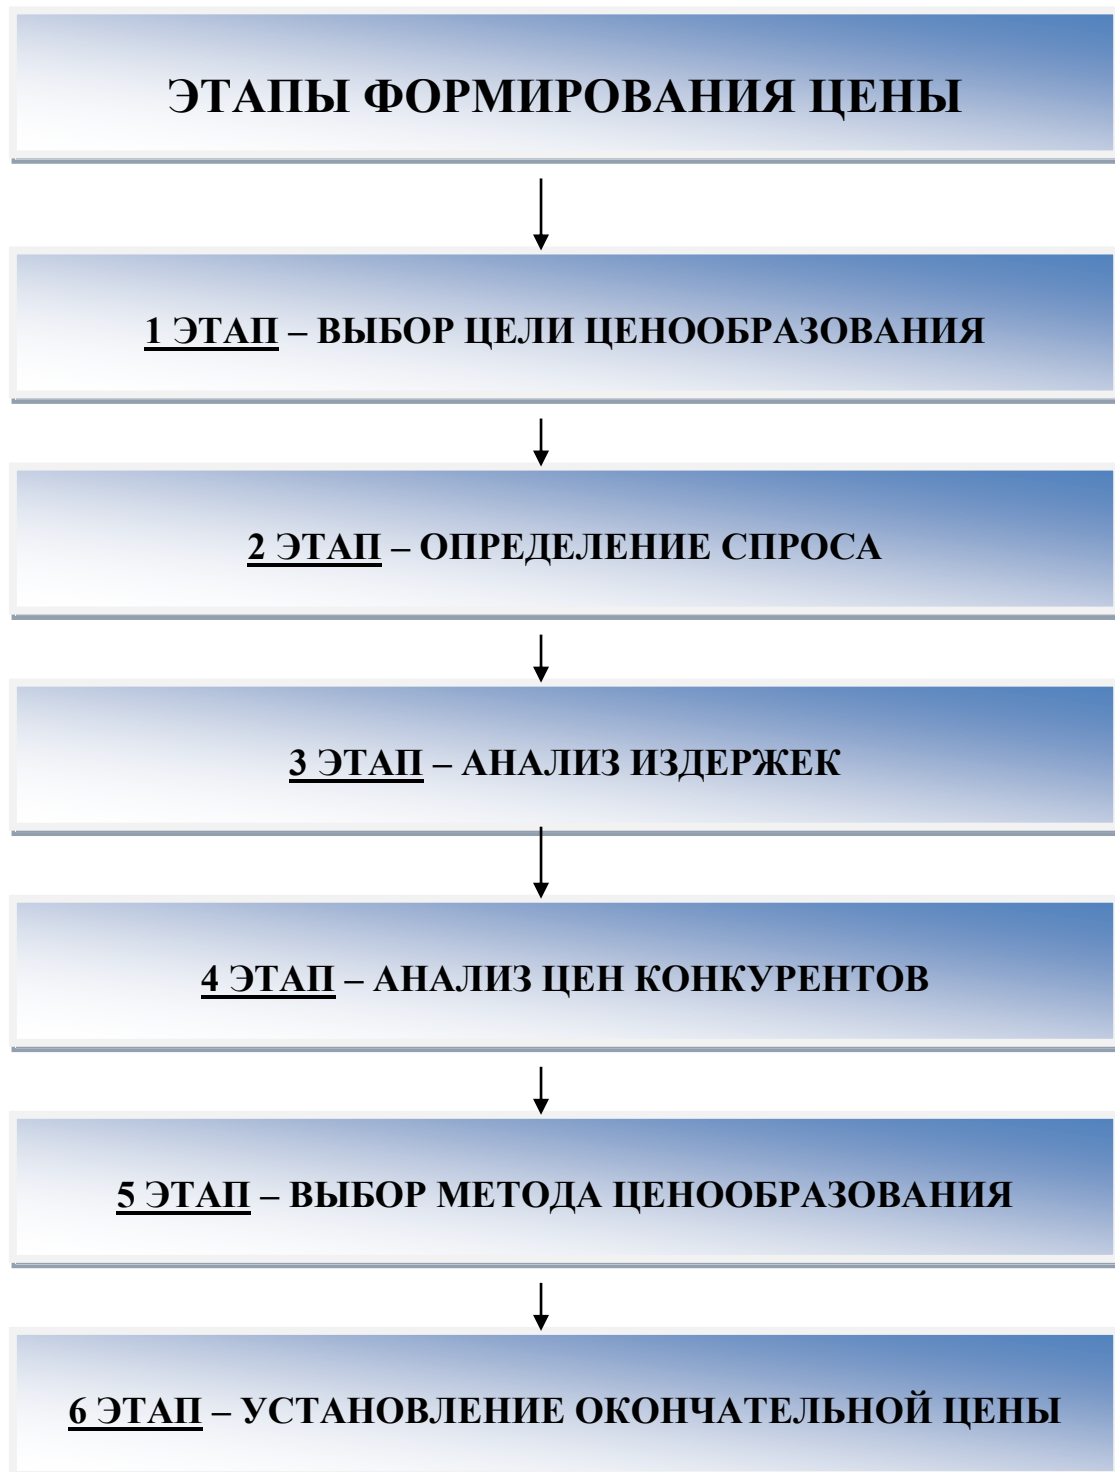 ЭТАПЫ ФОРМИРОВАНИЯ ЦЕНЫ
1 ЭТАП – ВЫБОР ЦЕЛИ ЦЕНООБРАЗОВАНИЯ
2 ЭТАП – ОПРЕДЕЛЕНИЕ СПРОСА
3 ЭТАП – АНАЛИЗ ИЗДЕРЖЕК
4 ЭТАП – АНАЛИЗ ЦЕН КОНКУРЕНТОВ
5 ЭТАП – ВЫБОР МЕТОДА ЦЕНООБРАЗОВАНИЯ
6 ЭТАП – УСТАНОВЛЕНИЕ ОКОНЧАТЕЛЬНОЙ ЦЕНЫ